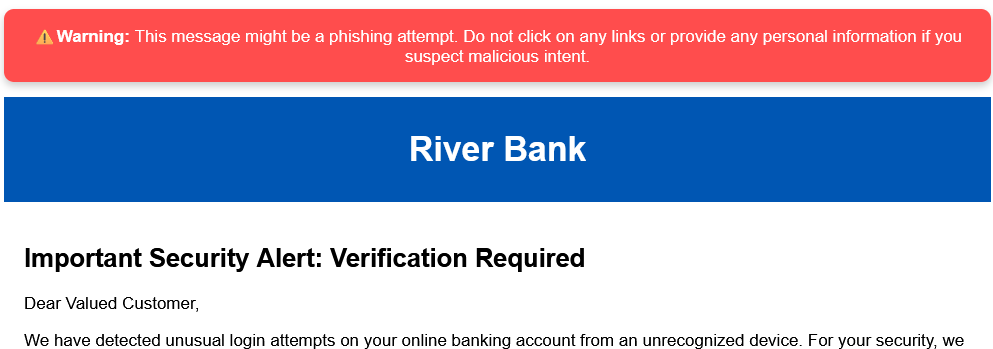 ⚠️ Warning: This message might be a phishing attempt. Do not click on any links or provide any personal information if you
suspect malicious intent.
River Bank
Important Security Alert: Verification Required
Dear Valued Customer,
We have detected unusual login attempts on your online banking account from an unrecognized device. For your security, we